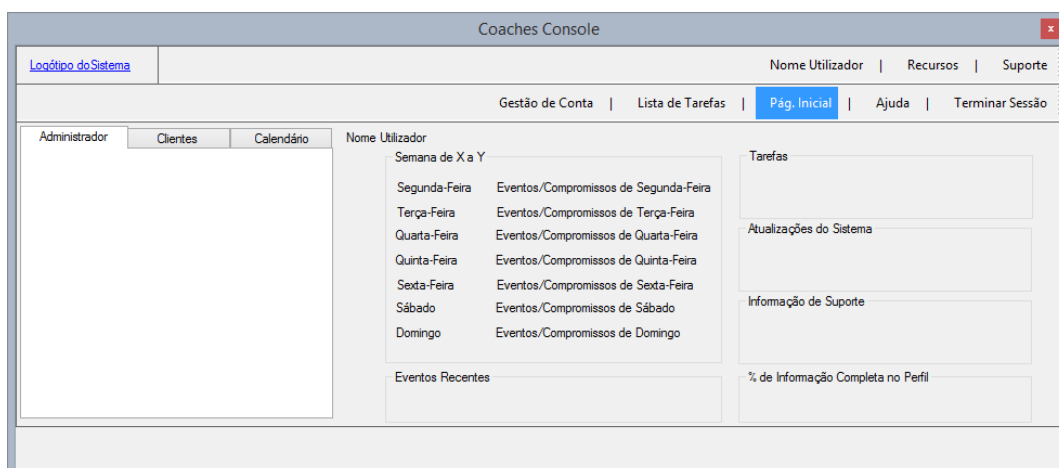 Coaches Console
x
Logótipo do Sistema
Nome Utilizador | Recursos | Suporte
Gestão de Conta | Lista de Tarefas | Pág. Inicial | Ajuda | Terminar Sessão
Administrador Clientes Calendário
Nome Utilizador
Semana de X a Y
Segunda-Feira Eventos/Compromissos de Segunda-Feira
Terça-Feira Eventos/Compromissos de Terça-Feira
Quarta-Feira Eventos/Compromissos de Quarta-Feira
Quinta-Feira Eventos/Compromissos de Quinta-Feira
Sexta-Feira Eventos/Compromissos de Sexta-Feira
Sábado Eventos/Compromissos de Sábado
Domingo Eventos/Compromissos de Domingo
Eventos Recentes
Tarefas
Atualizações do Sistema
Informação de Suporte
% de Informação Completa no Perfil